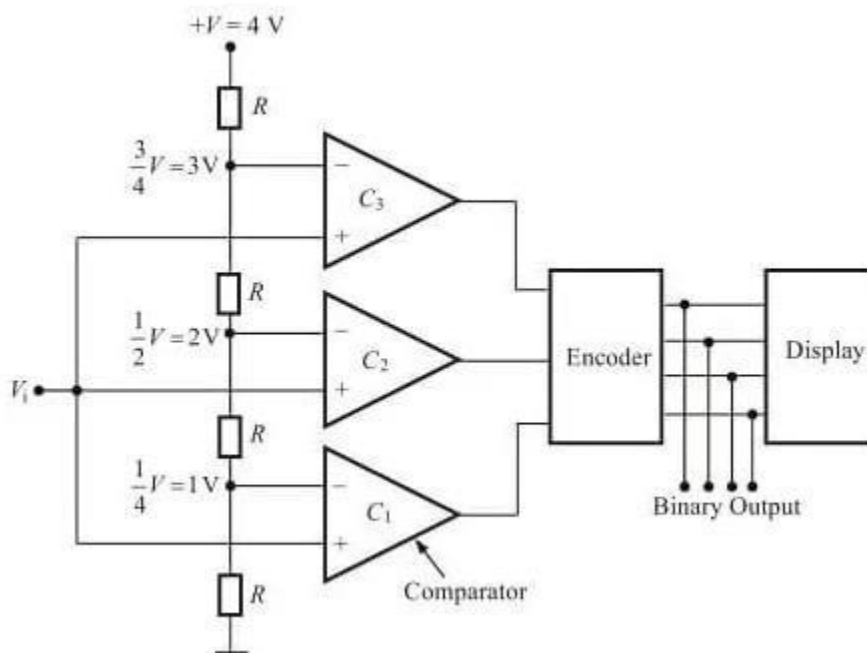 +V = 4 V
R
3/4 V = 3V
−
C3
+
R
1/2 V = 2V
−
C2
+
Vi
Encoder
Display
R
1/4 V = 1V
−
C1
+
Binary Output
R
Comparator